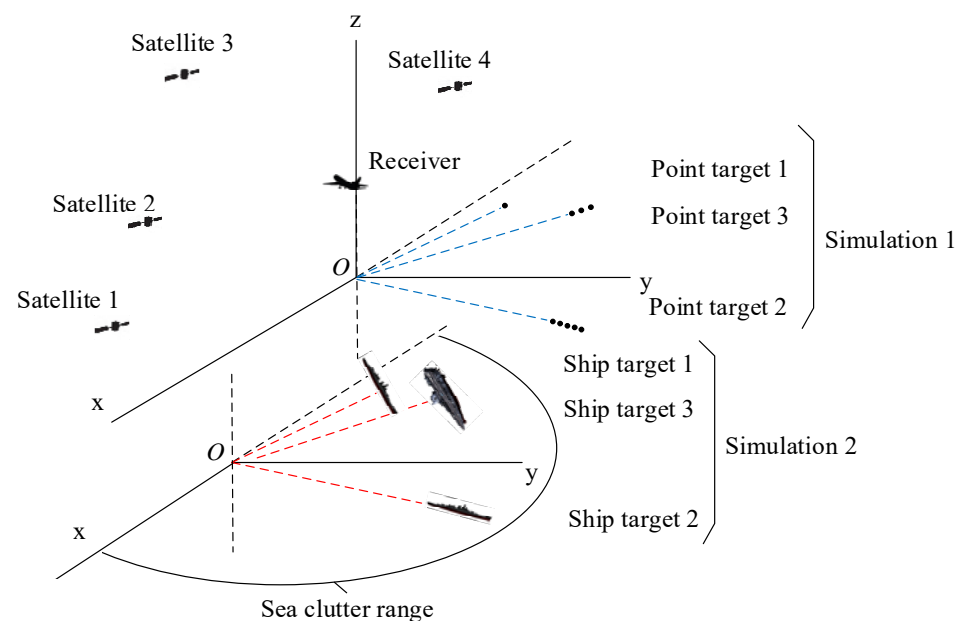 z
Satellite 3
Satellite 4
Receiver
Point target 1
Satellite 2
Point target 3
Simulation 1
O
y
Satellite 1
Point target 2
Ship target 1
x
Ship target 3
Simulation 2
O
y
x
Ship target 2
Sea clutter range